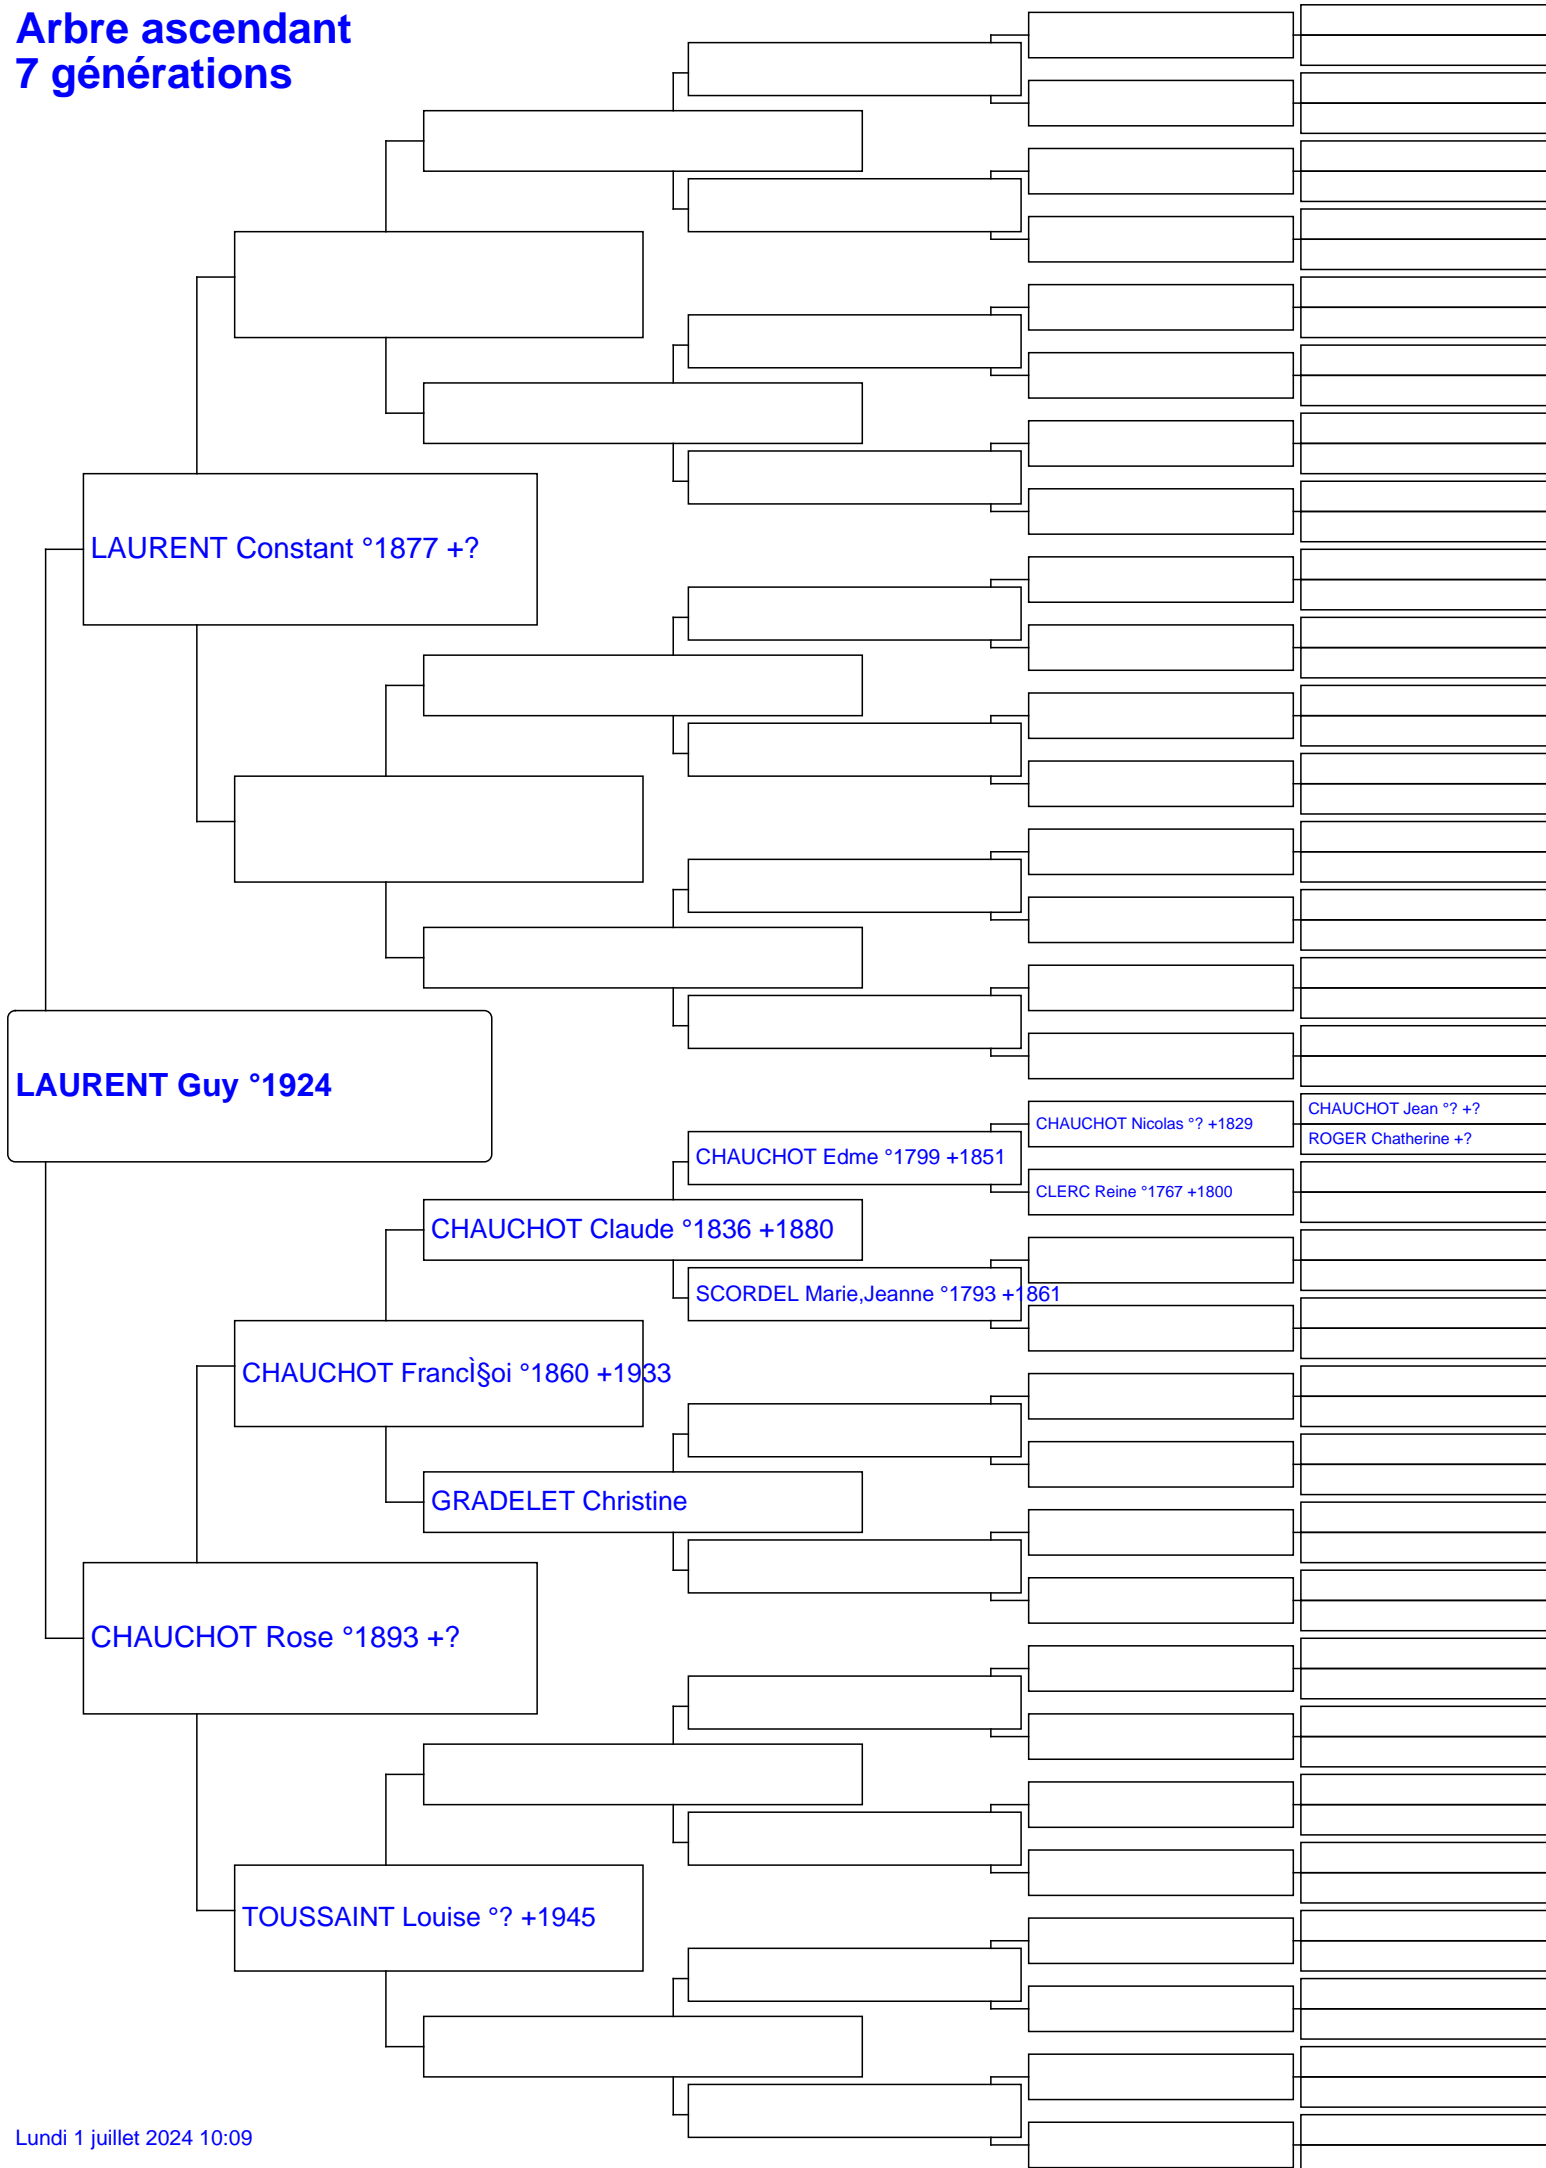 Arbre ascendant
7 générations
LAURENT Constant °1877 +?
LAURENT Guy °1924
CHAUCHOT Jean °? +?
CHAUCHOT Nicolas °? +1829
ROGER Chatherine +?
CHAUCHOT Edme °1799 +1851
CLERC Reine °1767 +1800
CHAUCHOT Claude °1836 +1880
SCORDEL Marie,Jeanne °1793 +1861
CHAUCHOT FrancÌ§oi °1860 +1933
GRADELET Christine
CHAUCHOT Rose °1893 +?
TOUSSAINT Louise °? +1945
Lundi 1 juillet 2024 10:09